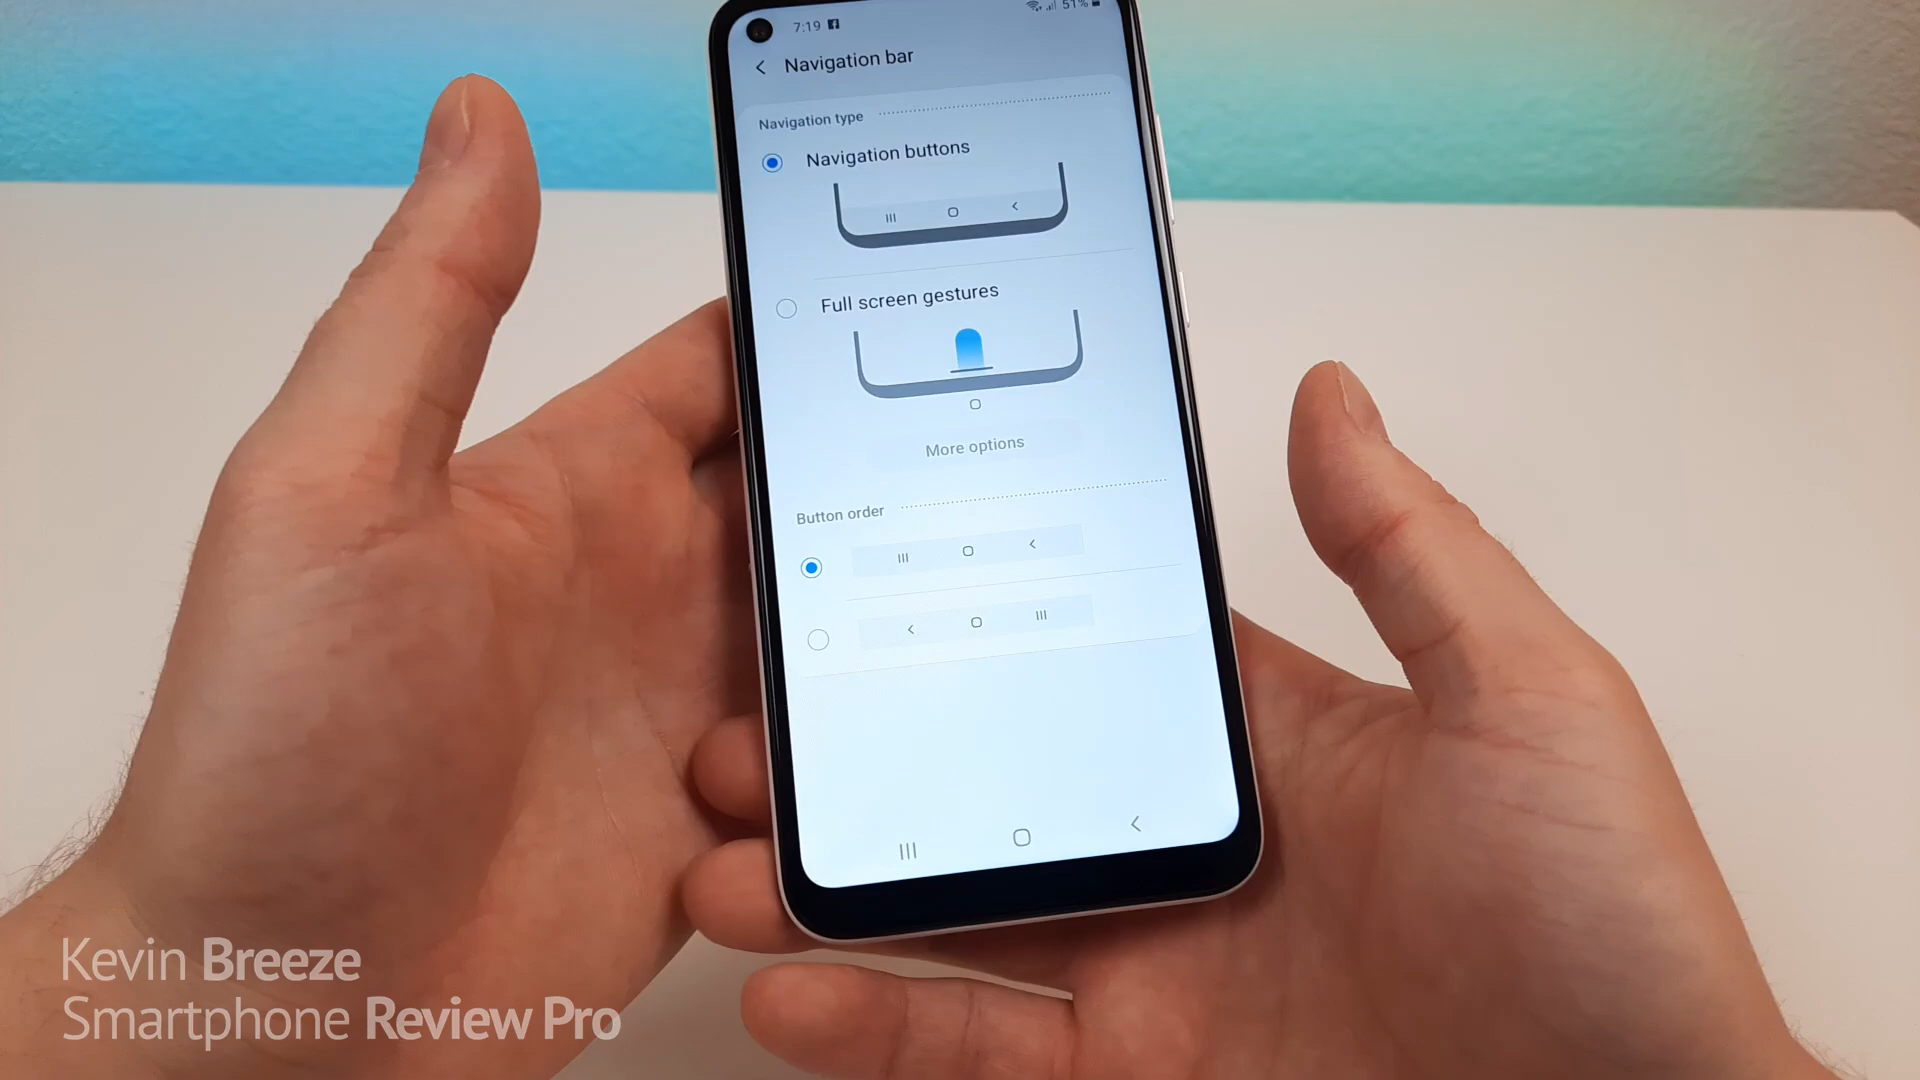 7:19
51%
Navigation bar
Navigation type
Navigation buttons
Full screen gestures
More options
Button order
Kevin Breeze
Smartphone Review Pro